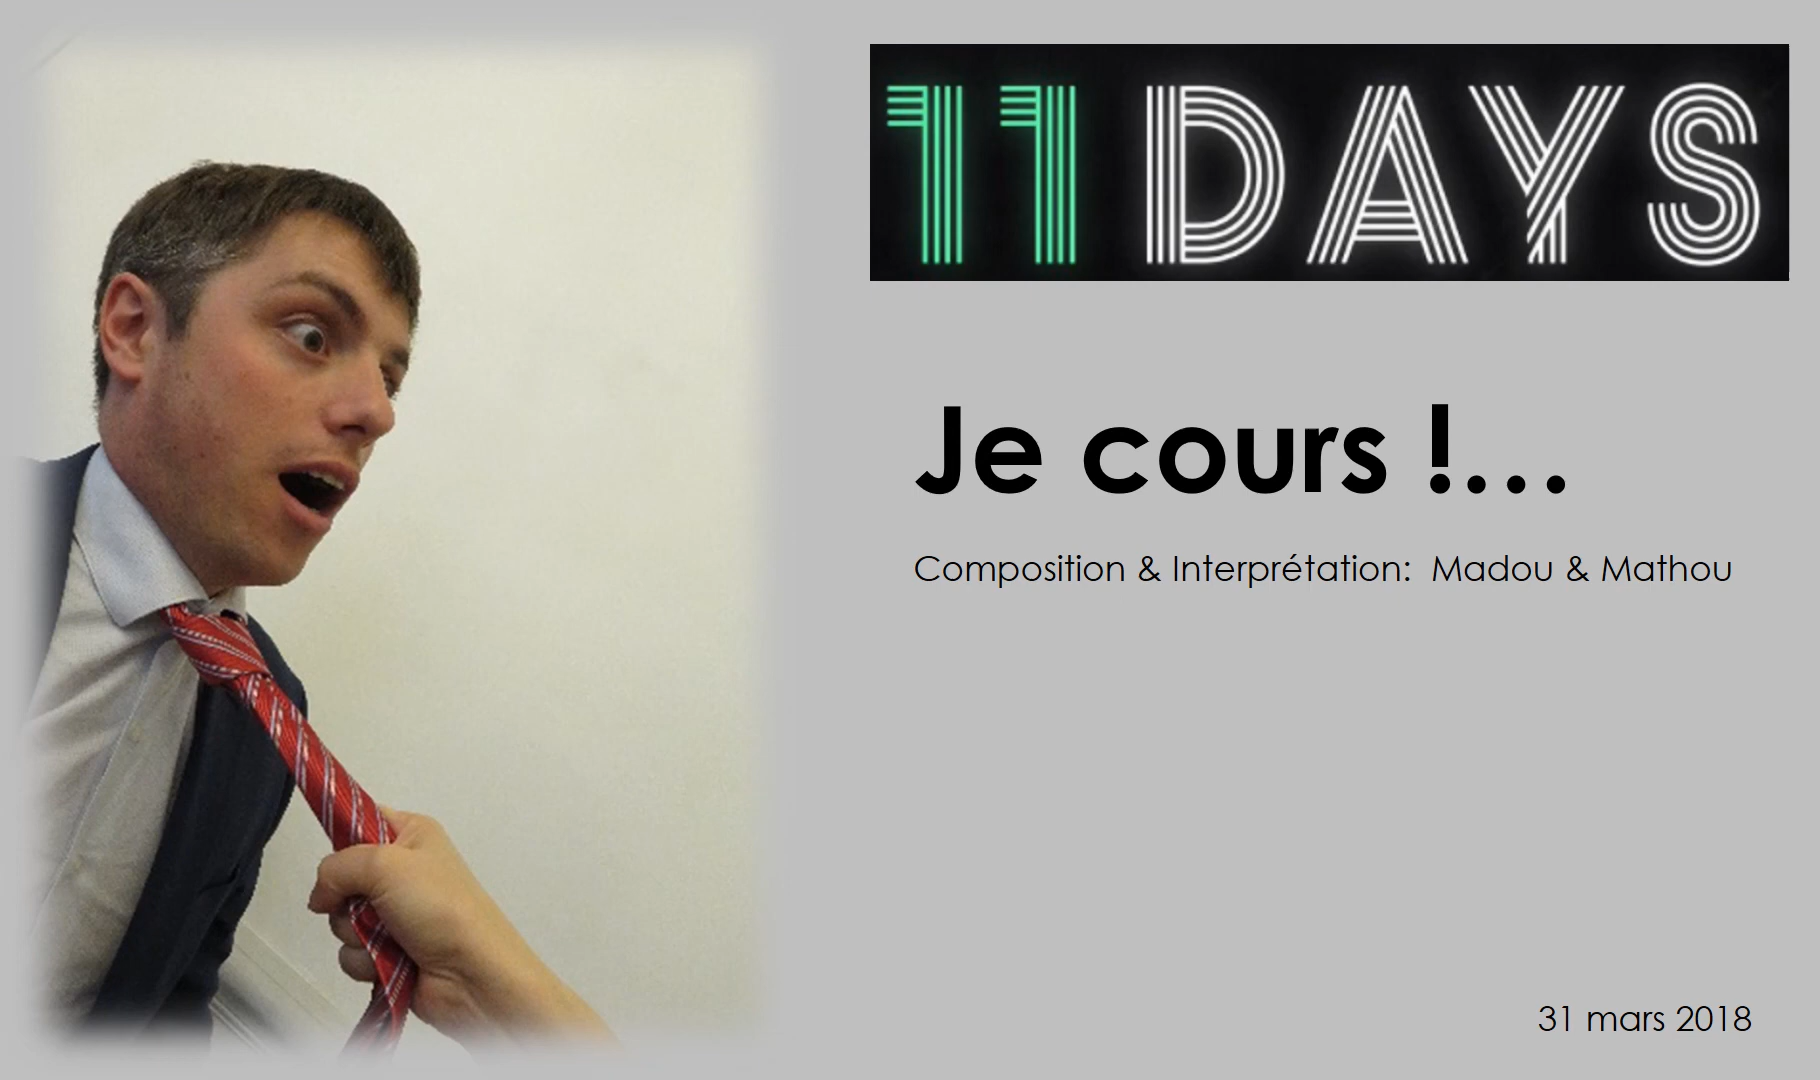 11 DAYS
Je cours !...
Composition & Interprétation:  Madou & Mathou
31 mars 2018